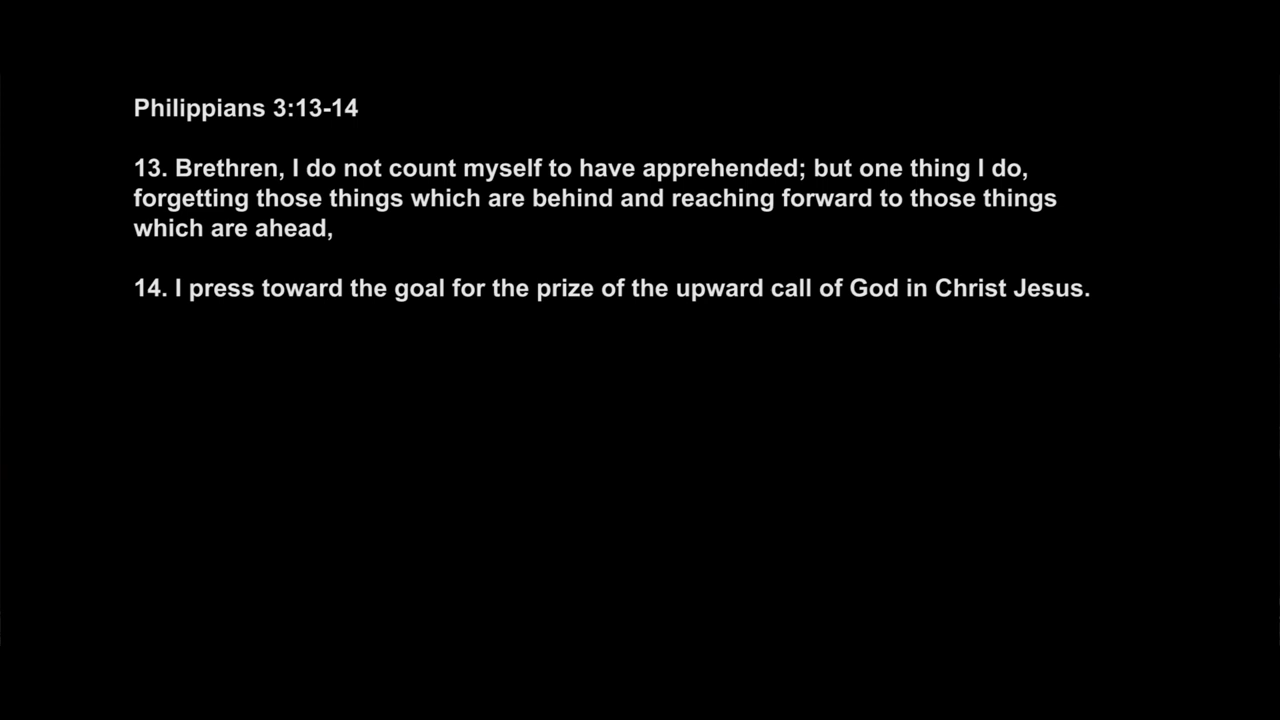 Philippians 3:13-14
13. Brethren, I do not count myself to have apprehended; but one thing I do,
forgetting those things which are behind and reaching forward to those things
which are ahead,
14. I press toward the goal for the prize of the upward call of God in Christ Jesus.